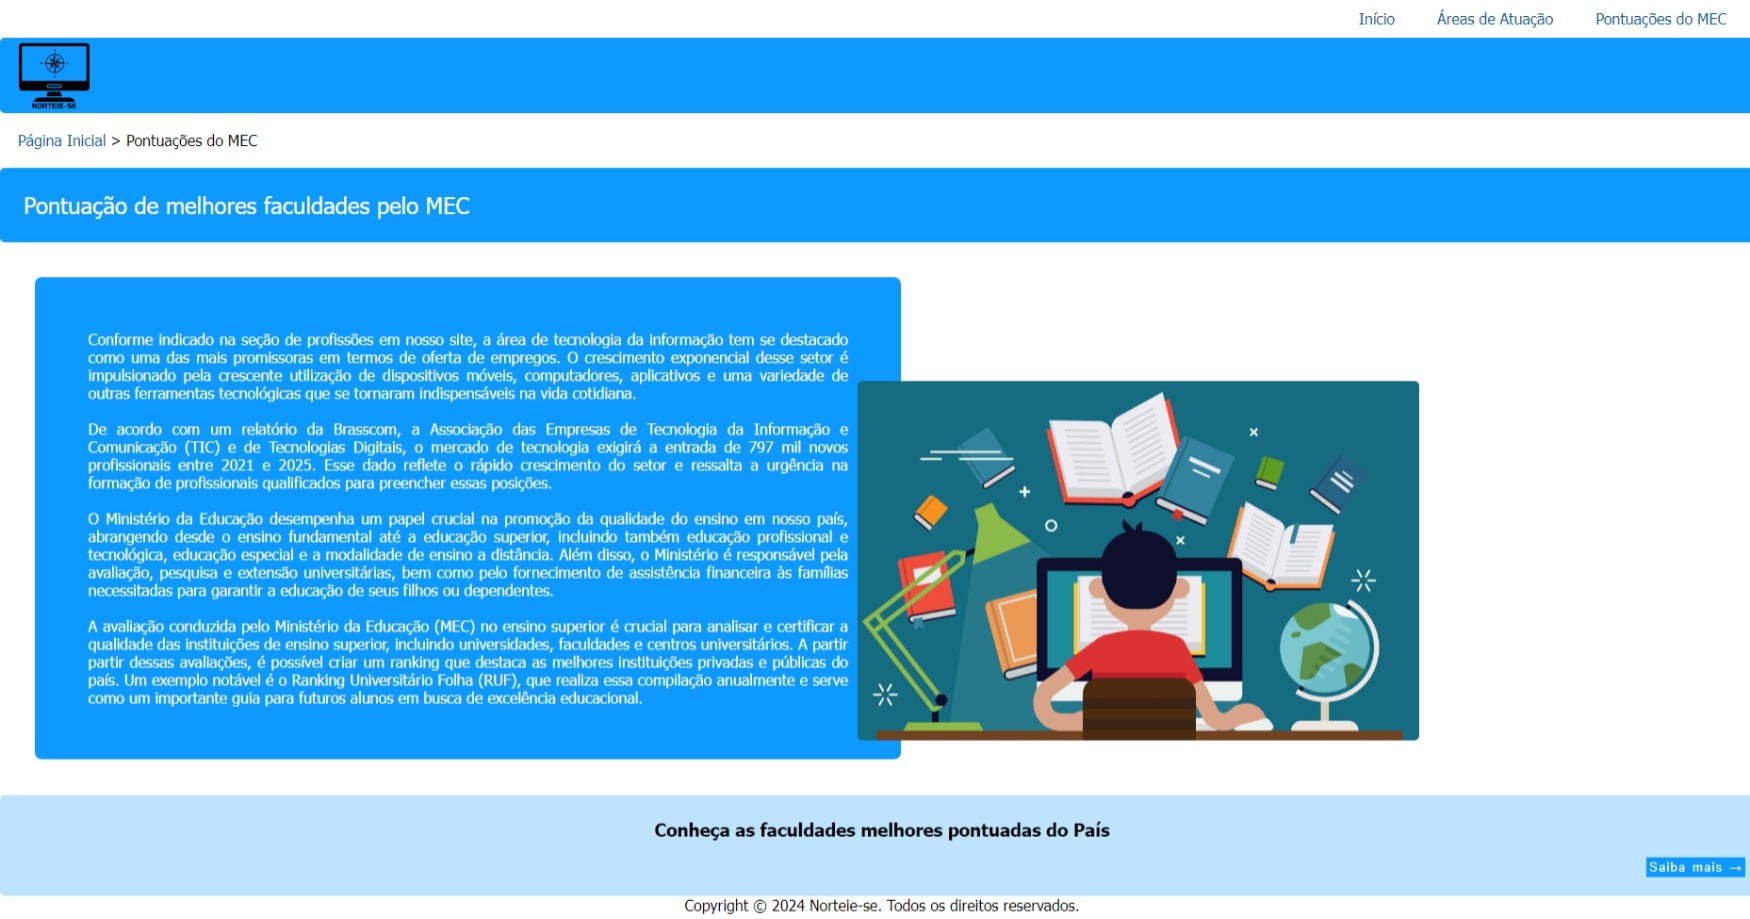 Início Áreas de Atuação Pontuações do MEC
NORTEIE-SE
Página Inicial > Pontuações do MEC
Pontuação de melhores faculdades pelo MEC
Conforme indicado na seção de profissões em nosso site, a área de tecnologia da informação tem se destacado
como uma das mais promissoras em termos de oferta de empregos. O crescimento exponencial desse setor é
impulsionado pela crescente utilização de dispositivos móveis, computadores, aplicativos e uma variedade de
outras ferramentas tecnológicas que se tornaram indispensáveis na vida cotidiana.
De acordo com um relatório da Brasscom, a Associação das Empresas de Tecnologia da Informação e
Comunicação (TIC) e de Tecnologias Digitais, o mercado de tecnologia exigirá a entrada de 797 mil novos
profissionais entre 2021 e 2025. Esse dado reflete o rápido crescimento do setor e ressalta a urgência na
formação de profissionais qualificados para preencher essas posições.
O Ministério da Educação desempenha um papel crucial na promoção da qualidade do ensino em nosso país,
abrangendo desde o ensino fundamental até a educação superior, incluindo também educação profissional e
tecnológica, educação especial e a modalidade de ensino a distância. Além disso, o Ministério é responsável pela
avaliação, pesquisa e extensão universitárias, bem como pelo fornecimento de assistência financeira às famílias
necessitadas para garantir a educação de seus filhos ou dependentes.
A avaliação conduzida pelo Ministério da Educação (MEC) no ensino superior é crucial para analisar e certificar a
qualidade das instituições de ensino superior, incluindo universidades, faculdades e centros universitários. A partir
partir dessas avaliações, é possível criar um ranking que destaca as melhores instituições privadas e públicas do
país. Um exemplo notável é o Ranking Universitário Folha (RUF), que realiza essa compilação anualmente e serve
como um importante guia para futuros alunos em busca de excelência educacional.
Conheça as faculdades melhores pontuadas do País
Saiba mais →
Copyright © 2024 Norteie-se. Todos os direitos reservados.